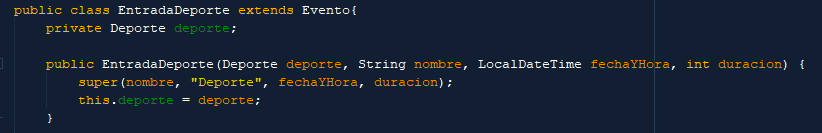 public class EntradaDeporte extends Evento{
private Deporte deporte;
public EntradaDeporte(Deporte deporte, String nombre, LocalDateTime fechaYHora, int duracion) {
super(nombre, "Deporte", fechaYHora, duracion);
this.deporte = deporte;
}